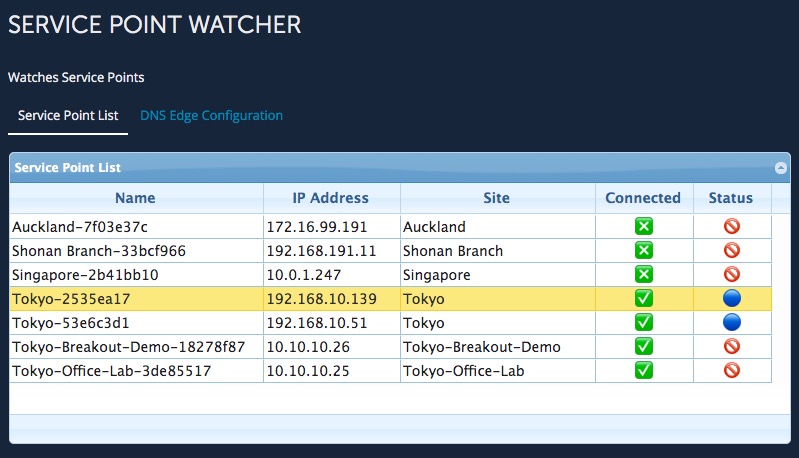 SERVICE POINT WATCHER
Watches Service Points
Service Point List DNS Edge Configuration
Service Point List
Name IP Address Site Connected Status
Auckland-7f03e37c 172.16.99.191 Auckland
Shonan Branch-33bcf966 192.168.191.11 Shonan Branch
Singapore-2b41bb10 10.0.1.247 Singapore
Tokyo-2535ea17 192.168.10.139 Tokyo
Tokyo-53e6c3d1 192.168.10.51 Tokyo
Tokyo-Breakout-Demo-18278f87 10.10.10.26 Tokyo-Breakout-Demo
Tokyo-Office-Lab-3de85517 10.10.10.25 Tokyo-Office-Lab